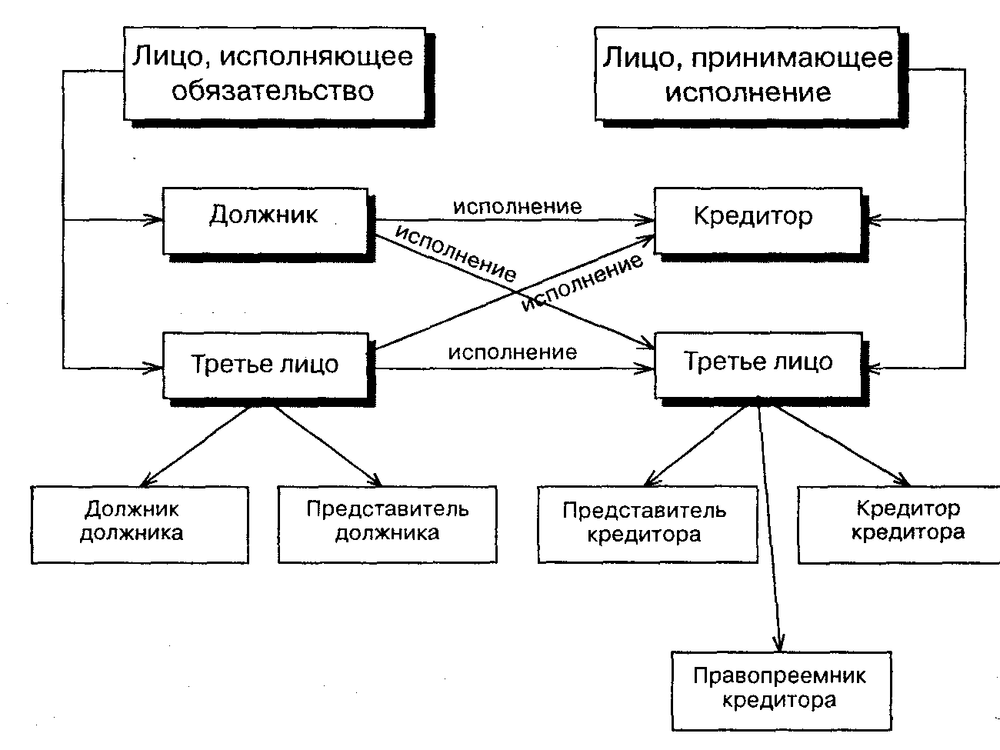 Лицо, исполняющее
обязательство
Лицо, принимающее
исполнение
Должник
исполнение
Кредитор
исполнение
исполнение
Третье лицо
исполнение
Третье лицо
Должник
должника
Представитель
должника
Представитель
кредитора
Кредитор
кредитора
Правопреемник
кредитора